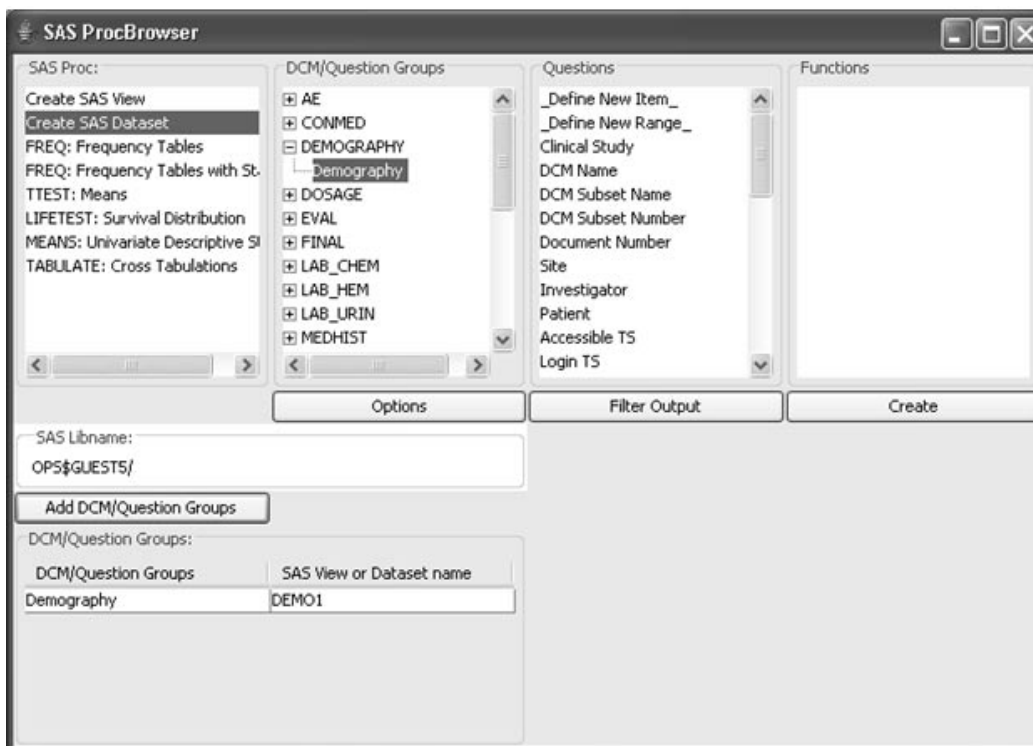 SAS ProcBrowser
SAS Proc:
Create SAS View
Create SAS Dataset
FREQ: Frequency Tables
FREQ: Frequency Tables with St
TTEST: Means
LIFETEST: Survival Distribution
MEANS: Univariate Descriptive S
TABULATE: Cross Tabulations
DCM/Question Groups
AE
CONMED
DEMOGRAPHY
Demography
DOSAGE
EVAL
FINAL
LAB_CHEM
LAB_HEM
LAB_URIN
MEDHIST
Questions
_Define New Item_
_Define New Range_
Clinical Study
DCM Name
DCM Subset Name
DCM Subset Number
Document Number
Site
Investigator
Patient
Accessible TS
Login TS
Functions
Options
Filter Output
Create
SAS Libname:
OPS$GUEST5/
Add DCM/Question Groups
DCM/Question Groups:
DCM/Question Groups SAS View or Dataset name
Demography DEMO1